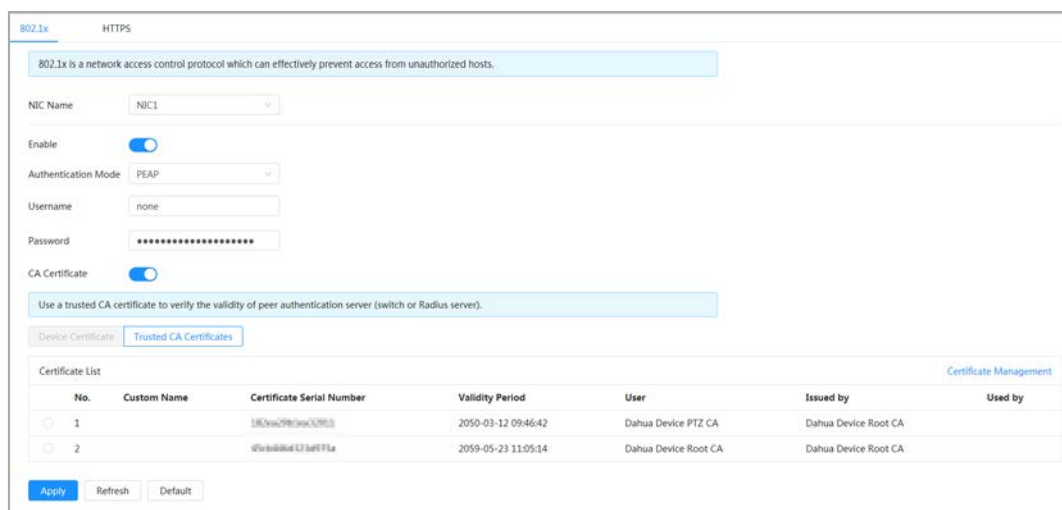 802.1x HTTPS
802.1x is a network access control protocol which can effectively prevent access from unauthorized hosts.
NIC Name NIC1
Enable
Authentication Mode PEAP
Username none
Password ●●●●●●●●●●●●●●●●●●●●
CA Certificate
Use a trusted CA certificate to verify the validity of peer authentication server (switch or Radius server).
Device Certificate Trusted CA Certificates
Certificate List Certificate Management
No. Custom Name Certificate Serial Number Validity Period User Issued by Used by
1 2050-03-12 09:46:42 Dahua Device PTZ CA Dahua Device Root CA
2 2059-05-23 11:05:14 Dahua Device Root CA Dahua Device Root CA
Apply Refresh Default